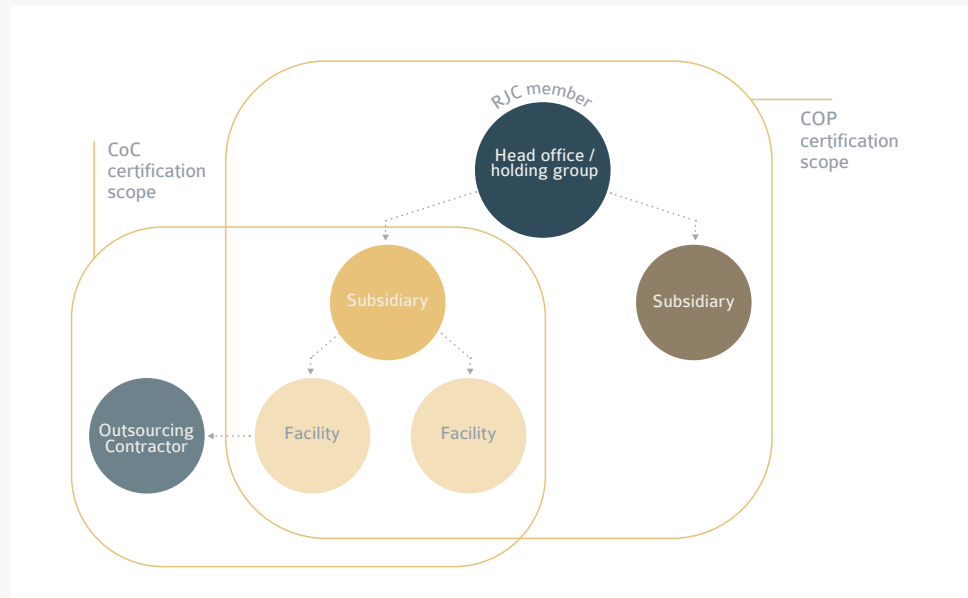 RJC member
Head office /
holding group
COP
certification
scope
CoC
certification
scope
Subsidiary
Subsidiary
Outsourcing
Contractor
Facility
Facility